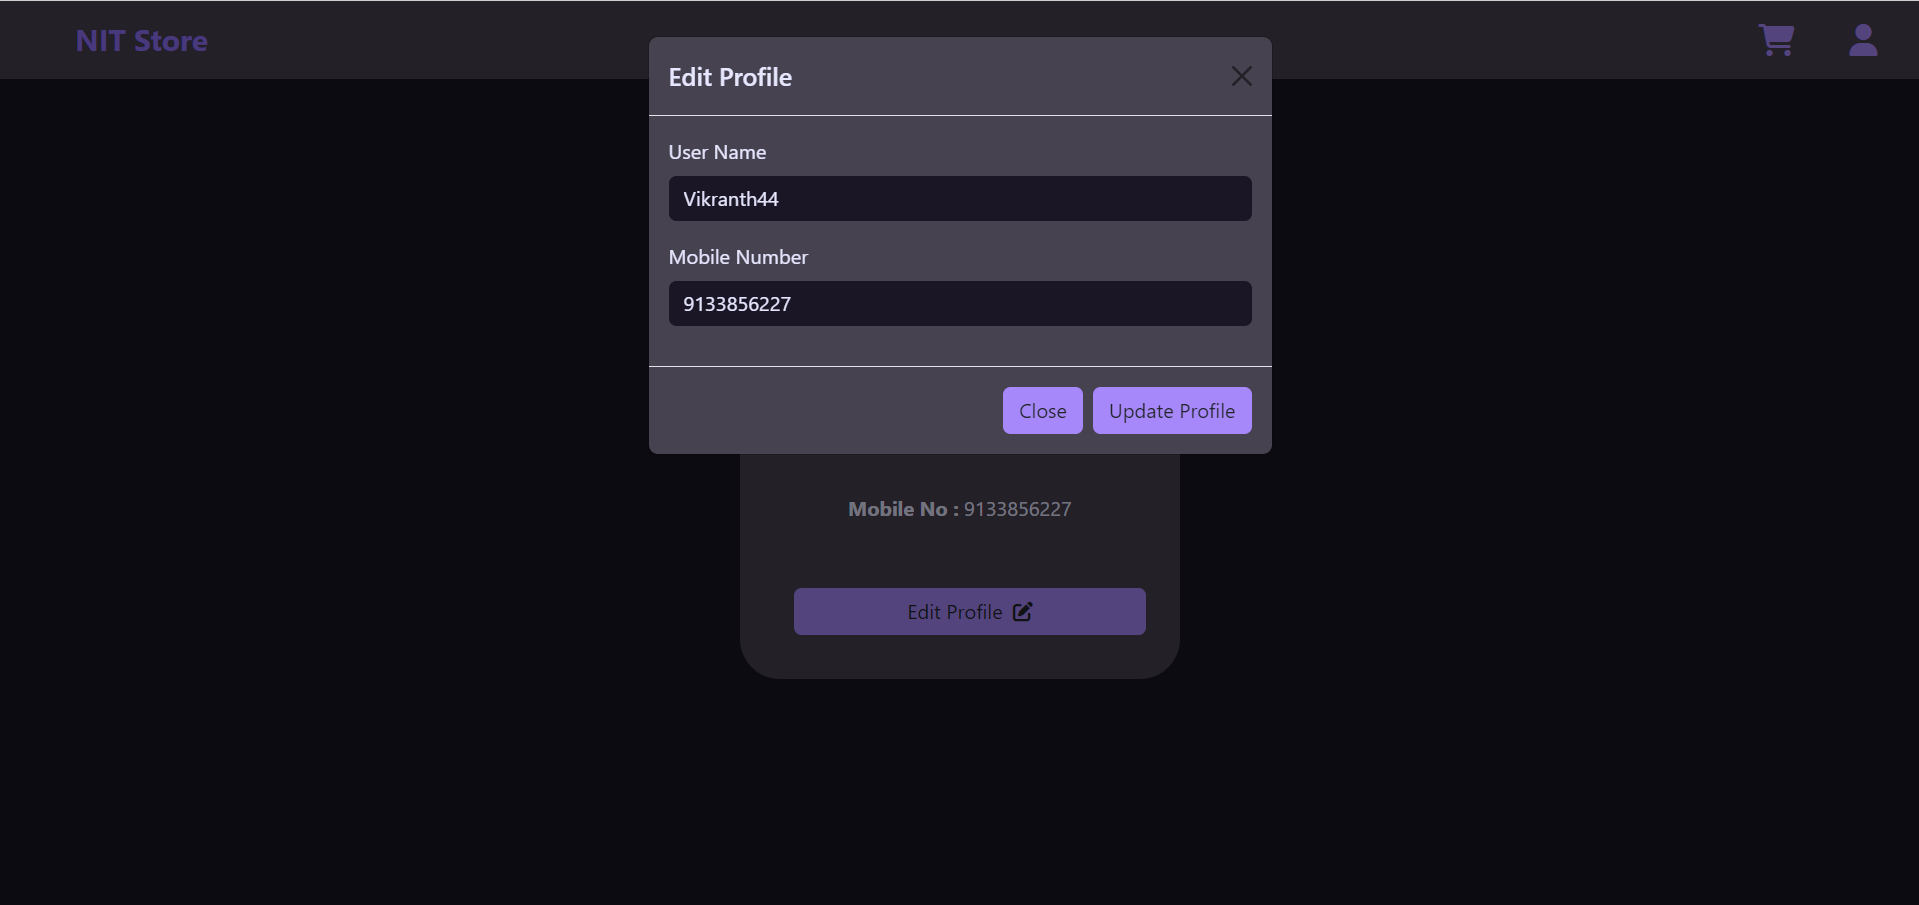 NIT Store
Edit Profile
User Name
Vikranth44
Mobile Number
9133856227
Close Update Profile
Mobile No : 9133856227
Edit Profile